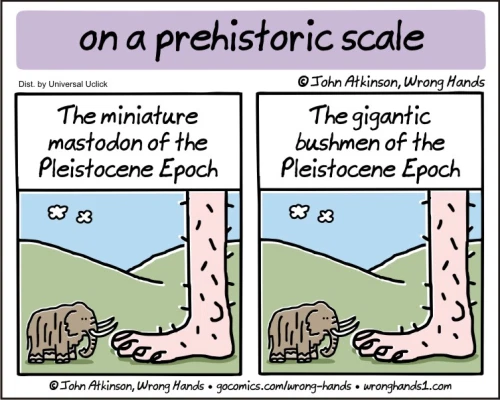 on a prehistoric scale
Dist. by Universal Uclick
© John Atkinson, Wrong Hands
The miniature
mastodon of the
Pleistocene Epoch
The gigantic
bushmen of the
Pleistocene Epoch
© John Atkinson, Wrong Hands • gocomics.com/wrong-hands • wronghands1.com